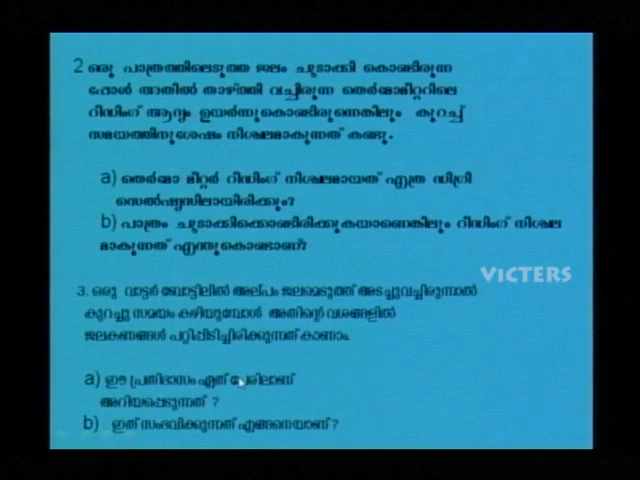 2 ഒരു പാത്രത്തിലെടുത്ത ജലം ചൂടാക്കി കൊണ്ടിരുന്ന
പ്പോൾ അതിൽ താഴ്ത്തി വച്ചിരുന്ന തെർമോമീറ്ററിലെ
റീഡിംഗ് ആദ്യം ഉയർന്നുകൊണ്ടിരുന്നെങ്കിലും കുറച്ച്
സമയത്തിനുശേഷം നിശ്ചലമാകുന്നത് കണ്ടു.
a) തെർമോ മീറ്റർ റീഡിംഗ് നിശ്ചലമായത് എത്ര ഡിഗ്രി
സെൽഷ്യസിലായിരിക്കും?
b) പാത്രം ചൂടാക്കിക്കൊണ്ടിരിക്കുകയാണെങ്കിലും റീഡിംഗ് നിശ്ചല
മാകുന്നത് എന്തുകൊണ്ടാണ്?
VICTERS
3. ഒരു വാട്ടർ ബോട്ടിലിൽ അല്പം ജലമെടുത്ത് അടച്ചുവച്ചിരുന്നാൽ
കുറച്ചു സമയം കഴിയുമ്പോൾ അതിന്റെ വശങ്ങളിൽ
ജലകണങ്ങൾ പറ്റിപ്പിടിച്ചിരിക്കുന്നത് കാണാം.
a) ഈ പ്രതിഭാസം ഏത് പേരിലാണ്
അറിയപ്പെടുന്നത് ?
b) ഇത് സംഭവിക്കുന്നത് എങ്ങനെയാണ് ?